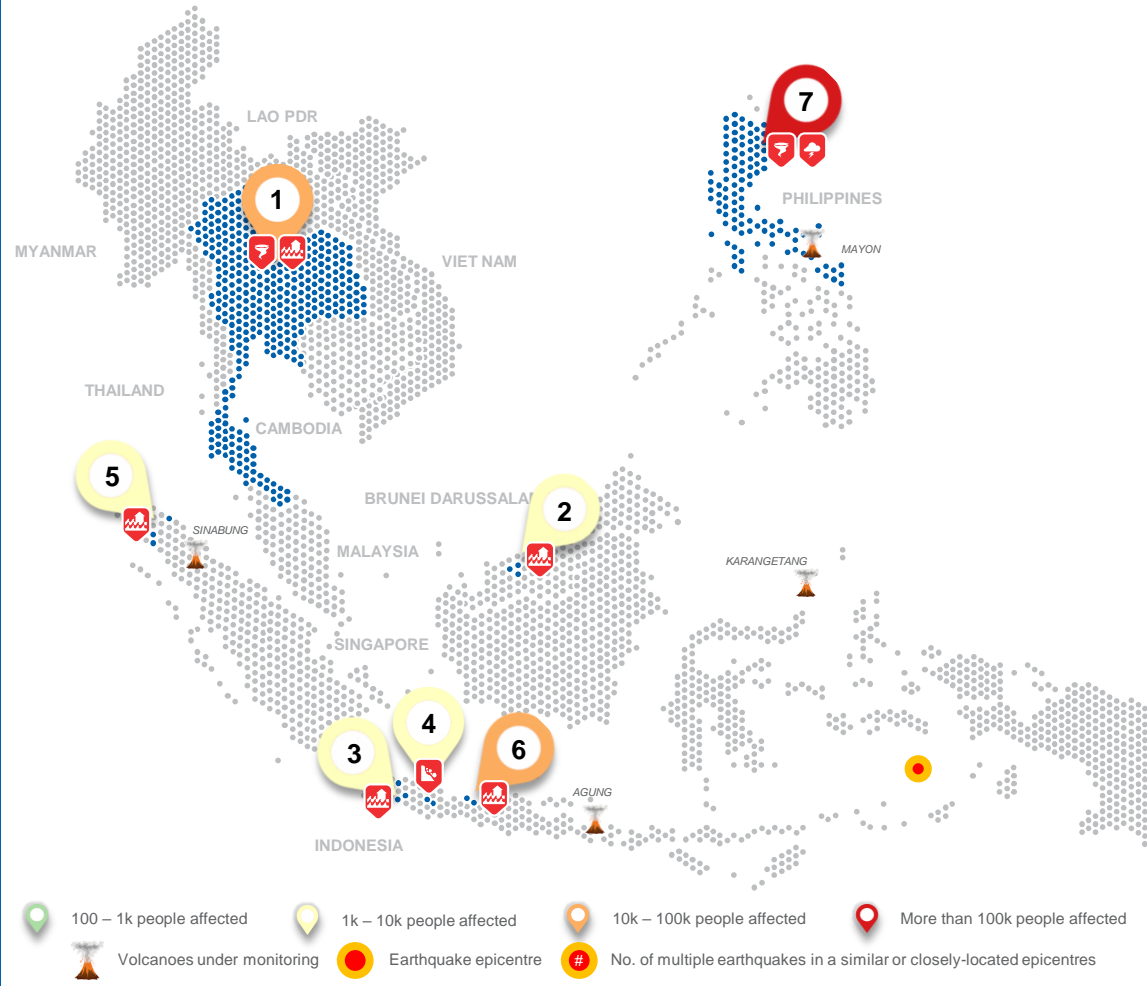 LAO PDR
7
1
PHILIPPINES
MYANMAR
VIET NAM
MAYON
THAILAND
CAMBODIA
5
BRUNEI DARUSSALA
2
SINABUNG
MALAYSIA
KARANGETANG
SINGAPORE
4
3
6
AGUNG
INDONESIA
100 – 1k people affected
1k – 10k people affected
10k – 100k people affected
More than 100k people affected
Volcanoes under monitoring
Earthquake epicentre
#
No. of multiple earthquakes in a similar or closely-located epicentres